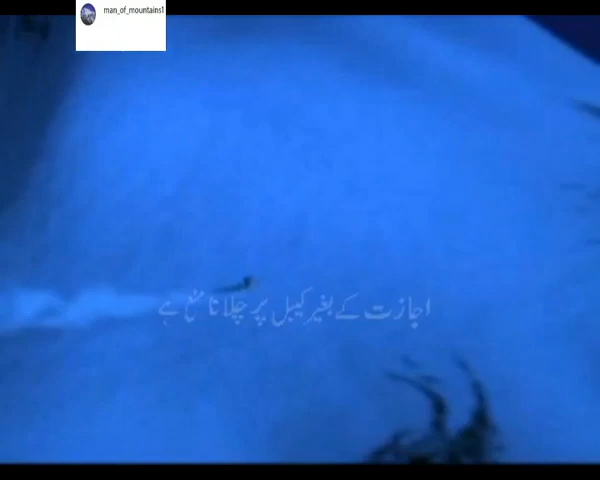 man_of_mountains1
اجازت کے بغیر کیبل پر چلانا منع ہے